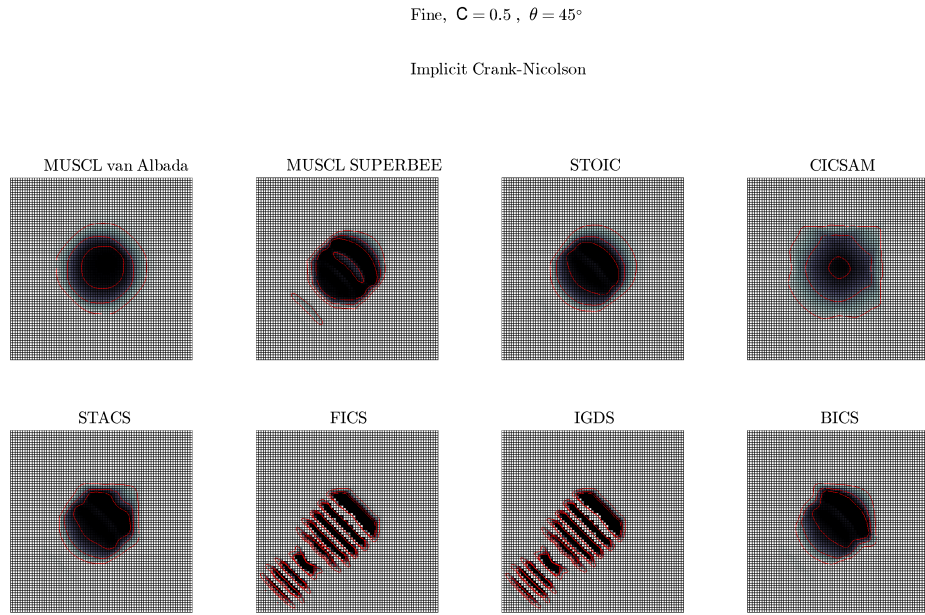 Fine, C = 0.5 , θ = 45°
Implicit Crank-Nicolson
MUSCL van Albada
MUSCL SUPERBEE
STOIC
CICSAM
STACS
FICS
IGDS
BICS